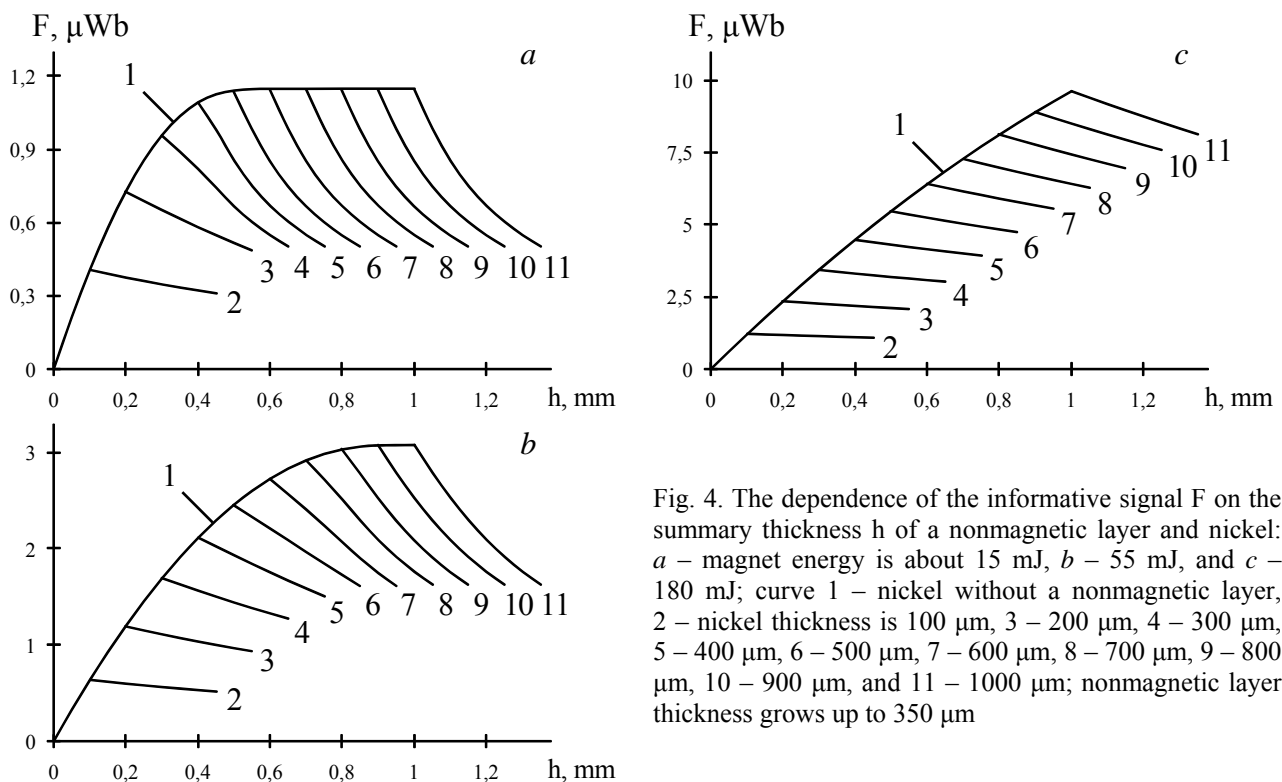 F, μWb
a
1,2
1
0,9
0,6
3 4 5 6 7 8 9 10 11
0,3
2
0
0 0,2 0,4 0,6 0,8 1 1,2 h, mm
F, μWb
c
10
1
7,5
11
10
9
8
5
7
6
5
2,5
4
3
2
0
0 0,2 0,4 0,6 0,8 1 1,2 h, mm
b
3
1
2
5 6 7 8 9 10 11
4
1
3
2
0
0 0,2 0,4 0,6 0,8 1 1,2 h, mm
Fig. 4. The dependence of the informative signal F on the
summary thickness h of a nonmagnetic layer and nickel:
a – magnet energy is about 15 mJ, b – 55 mJ, and c –
180 mJ; curve 1 – nickel without a nonmagnetic layer,
2 – nickel thickness is 100 μm, 3 – 200 μm, 4 – 300 μm,
5 – 400 μm, 6 – 500 μm, 7 – 600 μm, 8 – 700 μm, 9 – 800
μm, 10 – 900 μm, and 11 – 1000 μm; nonmagnetic layer
thickness grows up to 350 μm